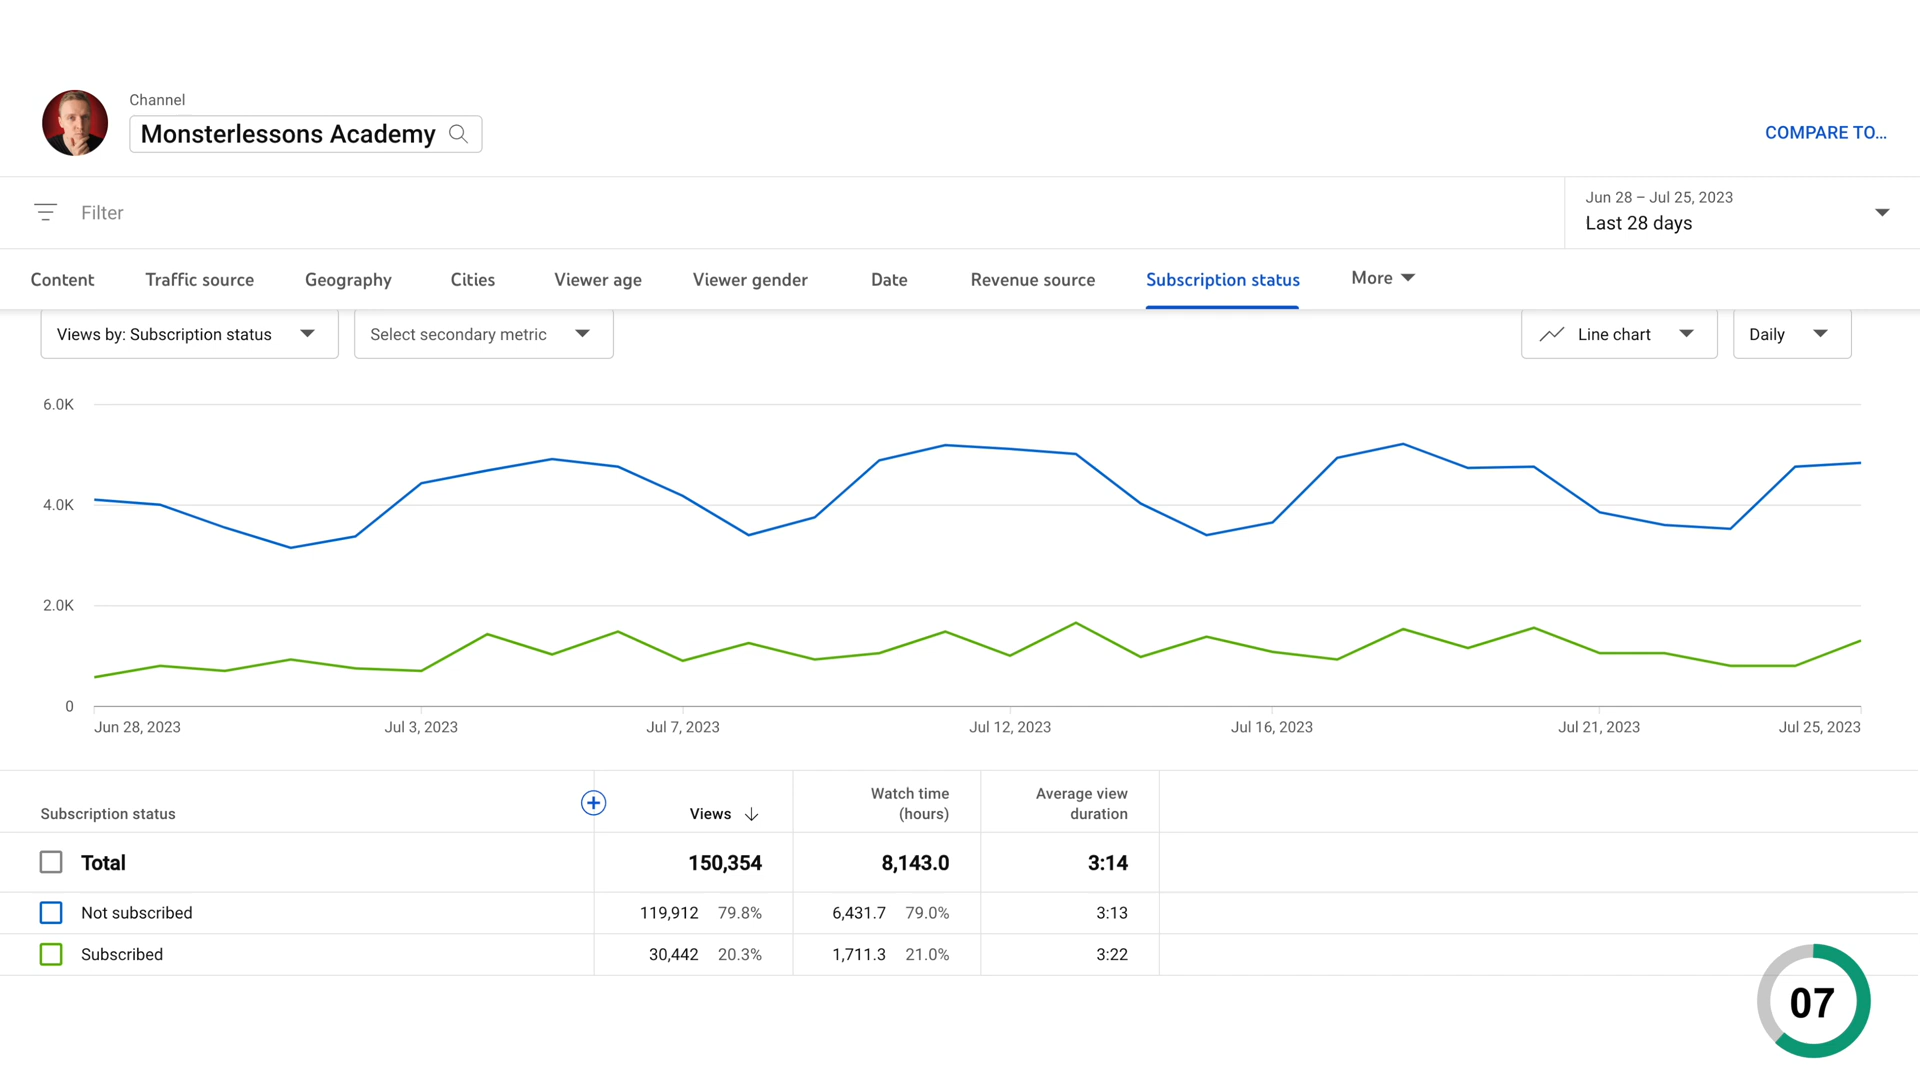 Channel
Monsterlessons Academy
COMPARE TO...
Filter
Jun 28 – Jul 25, 2023
Last 28 days
Content Traffic source Geography Cities Viewer age Viewer gender Date Revenue source Subscription status More
Views by: Subscription status Select secondary metric Line chart Daily
6.0K
4.0K
2.0K
0
Jun 28, 2023 Jul 3, 2023 Jul 7, 2023 Jul 12, 2023 Jul 16, 2023 Jul 21, 2023 Jul 25, 2023
Subscription status Views Watch time (hours) Average view duration
Total 150,354 8,143.0 3:14
Not subscribed 119,912 79.8% 6,431.7 79.0% 3:13
Subscribed 30,442 20.3% 1,711.3 21.0% 3:22
07